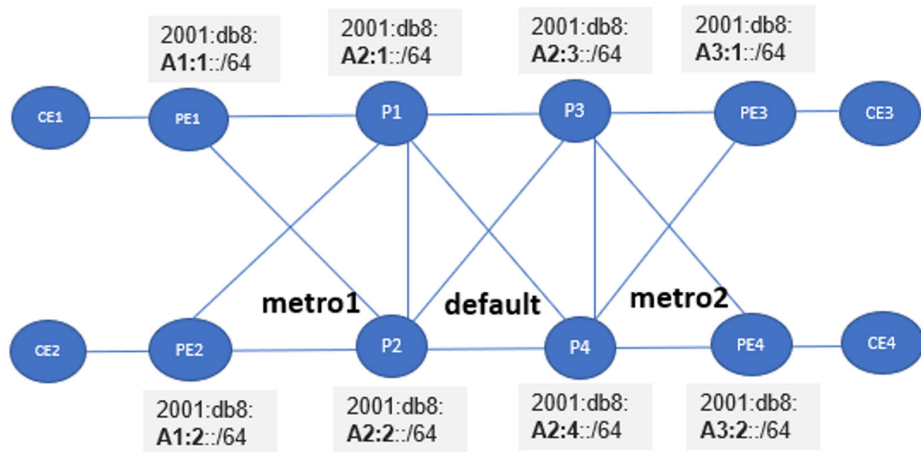 2001:db8:
A1:1::/64
2001:db8:
A2:1::/64
2001:db8:
A2:3::/64
2001:db8:
A3:1::/64
CE1
PE1
P1
P3
PE3
CE3
metro1
default
metro2
CE2
PE2
P2
P4
PE4
CE4
2001:db8:
A1:2::/64
2001:db8:
A2:2::/64
2001:db8:
A2:4::/64
2001:db8:
A3:2::/64